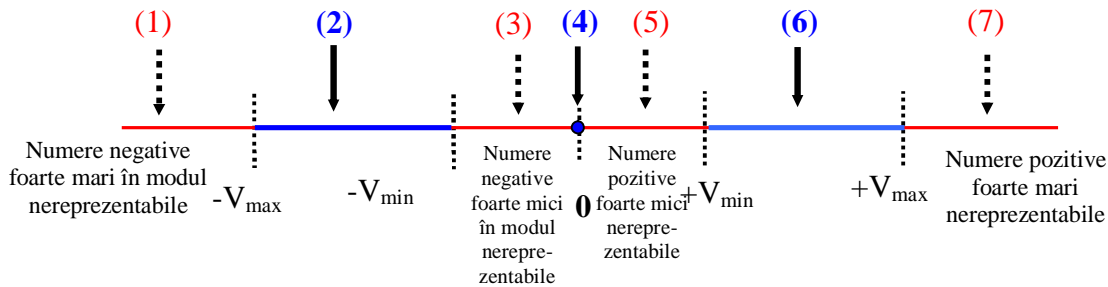 (1) (2) (3) (4) (5) (6) (7)
Numere negative
foarte mari în modul
nereprezentabile
-Vmax
-Vmin
Numere
negative
foarte mici
în modul
nerepre-
zentabile
0
Numere
pozitive
foarte mici
nerepre-
zentabile
+Vmin
+Vmax
Numere pozitive
foarte mari
nereprezentabile